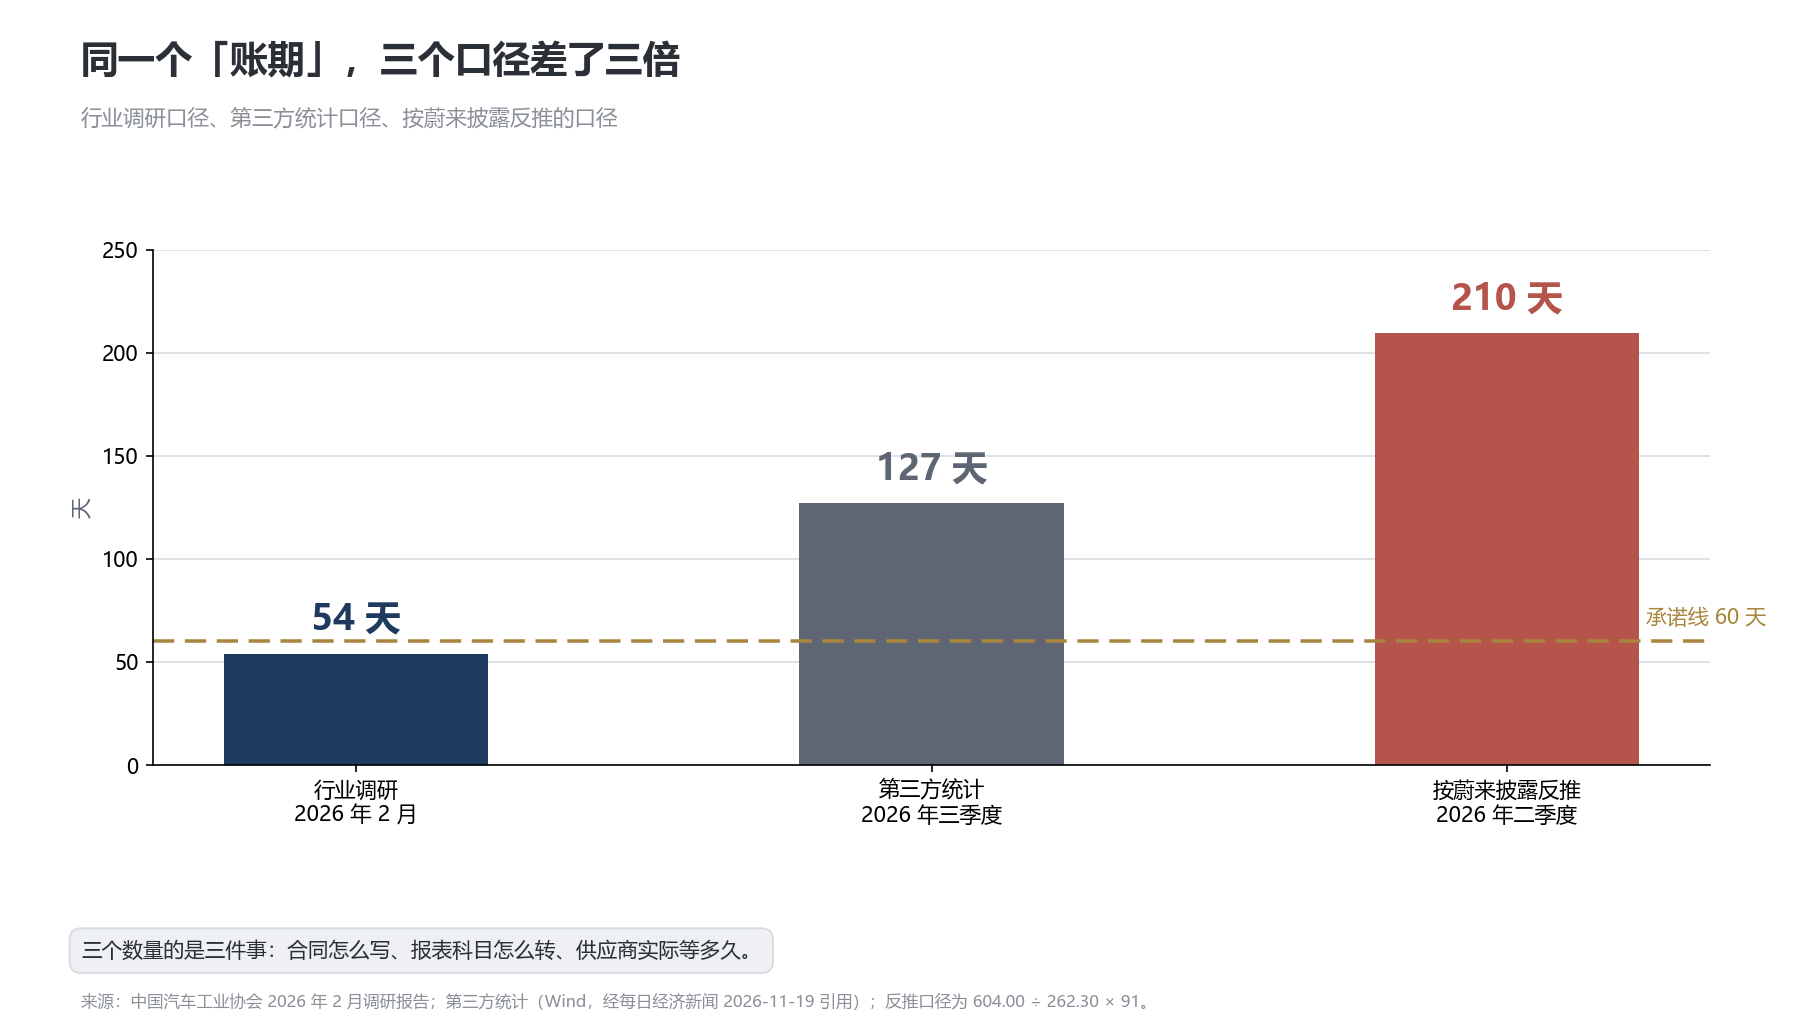 同一个「账期」，三个口径差了三倍
行业调研口径、第三方统计口径、按蔚来披露反推的口径
250
200
150
100
50
0
天
54 天
127 天
210 天
承诺线 60 天
行业调研
2026 年 2 月
第三方统计
2026 年三季度
按蔚来披露反推
2026 年二季度
三个数量的是三件事：合同怎么写、报表科目怎么转、供应商实际等多久。
来源：中国汽车工业协会 2026 年 2 月调研报告；第三方统计（Wind，经每日经济新闻 2026-11-19 引用）；反推口径为 604.00 ÷ 262.30 × 91。